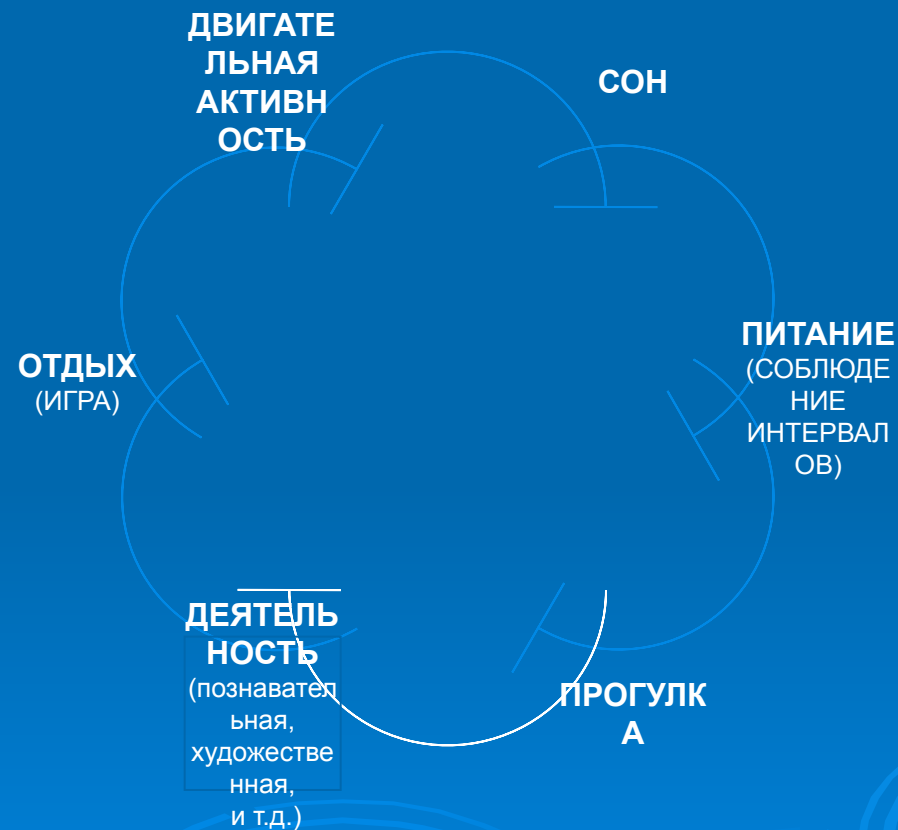 ДВИГАТЕ
ЛЬНАЯ
АКТИВН
ОСТЬ
СОН
ПИТАНИЕ
(СОБЛЮДЕ
НИЕ
ИНТЕРВАЛ
ОВ)
ОТДЫХ
(ИГРА)
ДЕЯТЕЛЬ
НОСТЬ
(познавател
ьная,
художестве
нная,
и т.д.)
ПРОГУЛК
А